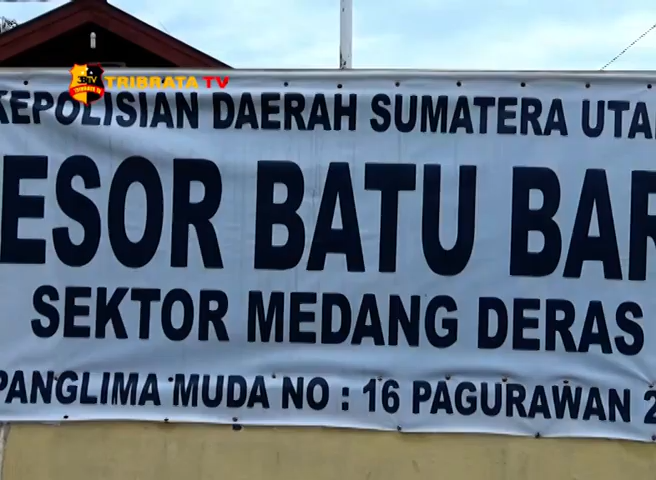 TRIBRATA TV
KEPOLISIAN DAERAH SUMATERA UTA
ESOR BATU BAR
SEKTOR MEDANG DERAS
PANGLIMA MUDA NO : 16 PAGURAWAN 2